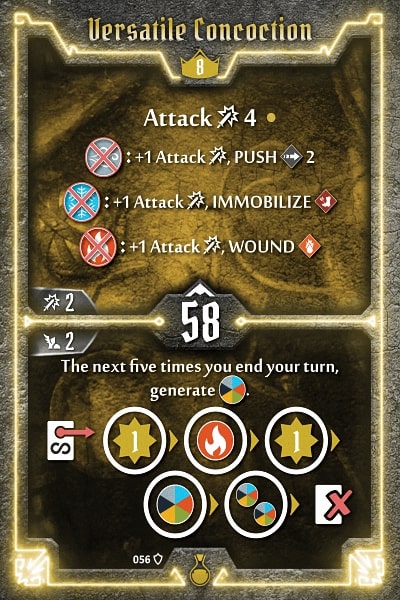 Versatile Concoction
8
Attack 4
: +1 Attack, PUSH 2
: +1 Attack, IMMOBILIZE
: +1 Attack, WOUND
2
58
2
The next five times you end your turn,
generate .
S 1 1
056